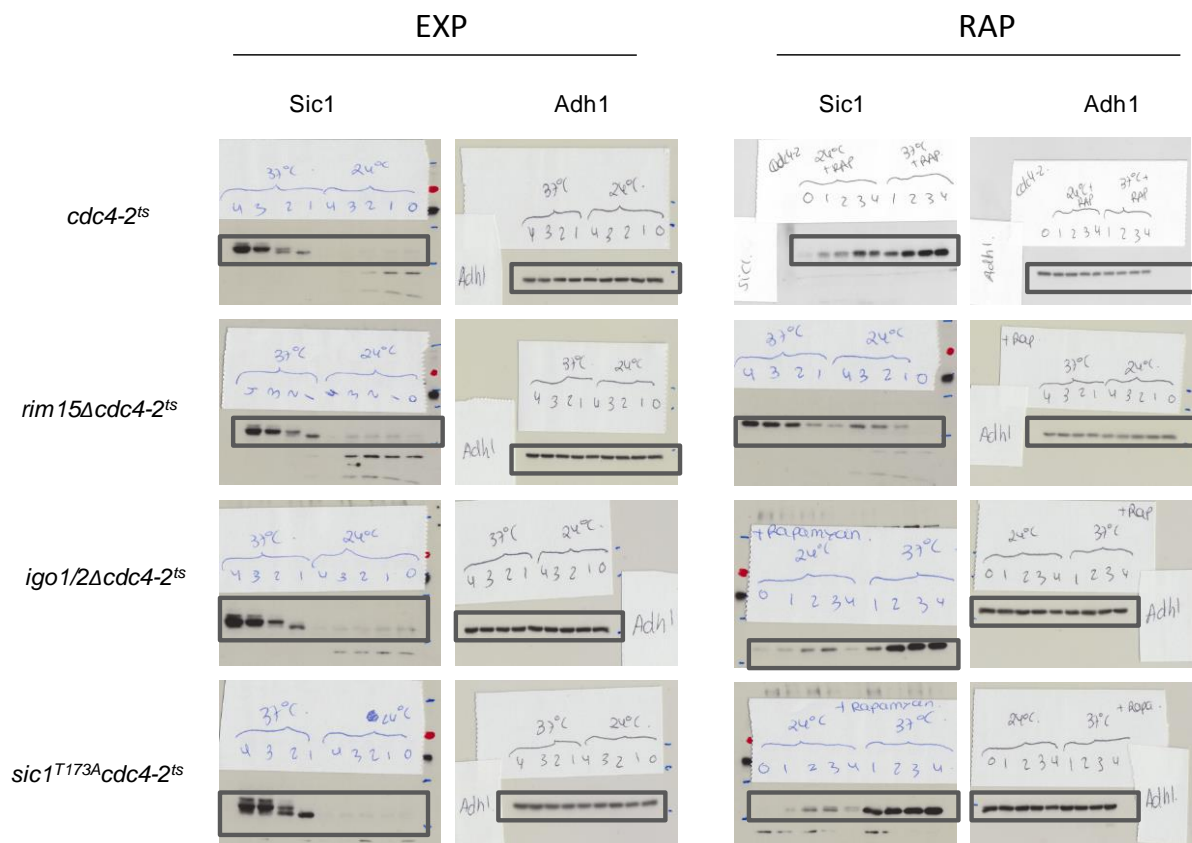 EXP RAP
Sic1 Adh1 Sic1 Adh1
cdc4-2ts
37°C 24°C
4 3 2 1 4 3 2 1 0
37°C 24°C
4 3 2 1 4 3 2 1 0
Adh1
cdc4-2 24°C +RAP 37°C +RAP
0 1 2 3 4 1 2 3 4
Sic1
cdc4-2 24°C+ RAP 37°C+ RAP
0 1 2 3 4 1 2 3 4
Adh1
rim15Δcdc4-2ts
37°C 24°C
4 3 2 1 4 3 2 1 0
37°C 24°C
4 3 2 1 4 3 2 1 0
Adh1
37°C 24°C
4 3 2 1 4 3 2 1 0
+Rap
37°C 24°C
4 3 2 1 4 3 2 1 0
Adh1
igo1/2Δcdc4-2ts
37°C 24°C
4 3 2 1 4 3 2 1 0
37°C 24°C
4 3 2 1 4 3 2 1 0
Adh1
+Rapamycin
24°C 37°C
0 1 2 3 4 1 2 3 4
+Rap
24°C 37°C
0 1 2 3 4 1 2 3 4
Adh1
sic1T173Acdc4-2ts
37°C 24°C
4 3 2 1 4 3 2 1 0
37°C 24°C
4 3 2 1 4 3 2 1 0
Adh1
+Rapamycin
24°C 37°C
0 1 2 3 4 1 2 3 4
24°C 37°C +Rapa.
0 1 2 3 4 1 2 3 4
Adh1